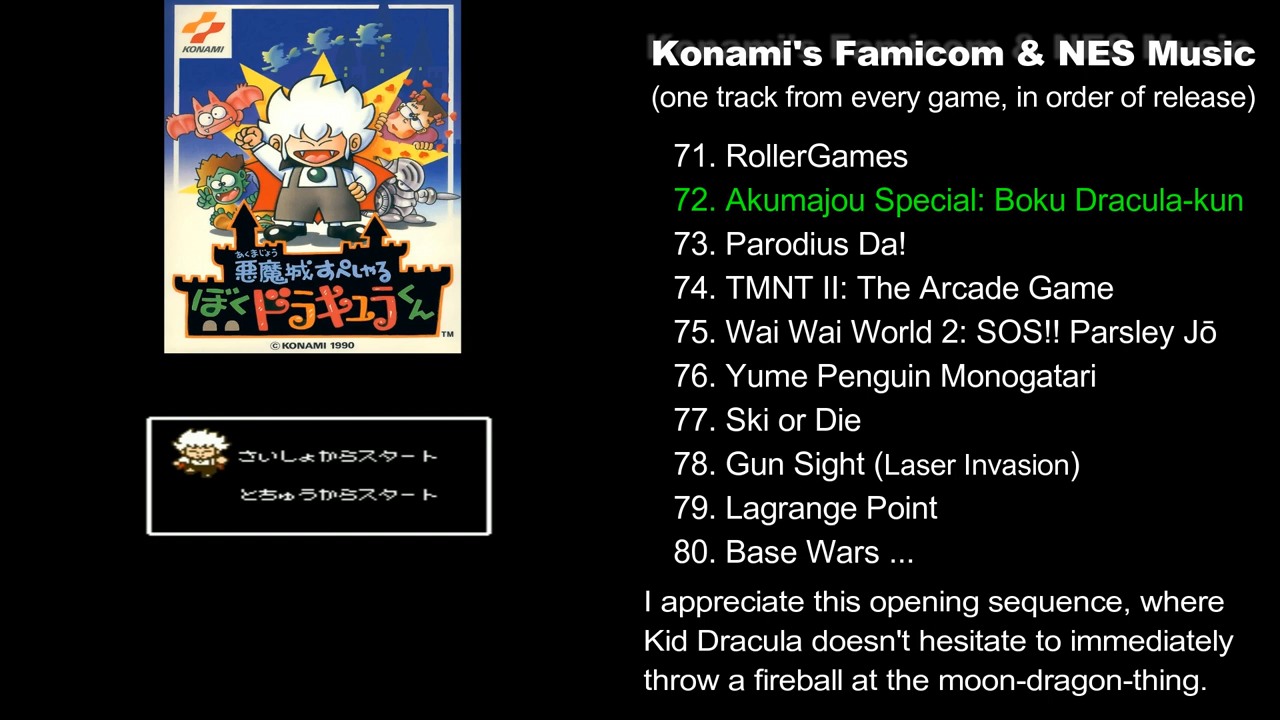 KONAMI
あくまじょう
悪魔城すぺしゃる
ぼくドラキュラくん
TM
© KONAMI 1990
さいしょからスタート
とちゅうからスタート
Konami's Famicom & NES Music
(one track from every game, in order of release)
71. RollerGames
72. Akumajou Special: Boku Dracula-kun
73. Parodius Da!
74. TMNT II: The Arcade Game
75. Wai Wai World 2: SOS!! Parsley Jō
76. Yume Penguin Monogatari
77. Ski or Die
78. Gun Sight (Laser Invasion)
79. Lagrange Point
80. Base Wars ...
I appreciate this opening sequence, where
Kid Dracula doesn't hesitate to immediately
throw a fireball at the moon-dragon-thing.